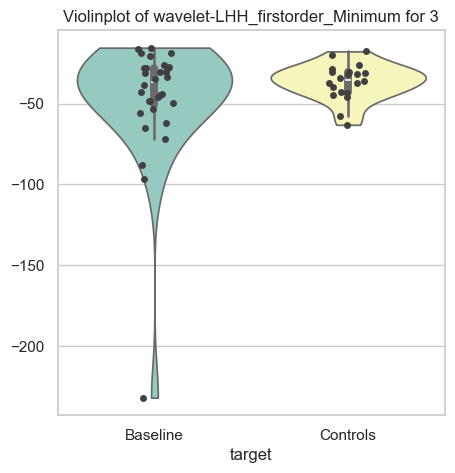 Violinplot of wavelet-LHH_firstorder_Minimum for 3
−50
−100
−150
−200
Baseline
Controls
target